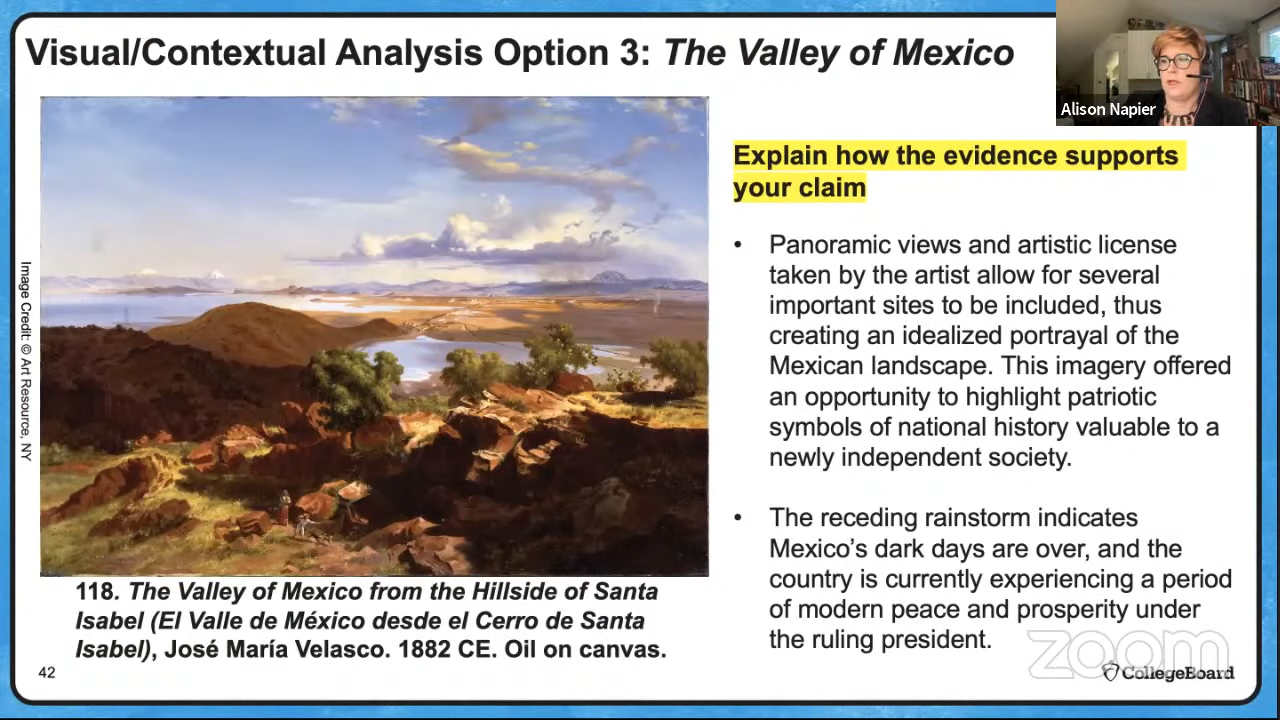 Visual/Contextual Analysis Option 3: The Valley of Mexico
Alison Napier
Image Credit: © Art Resource, NY
Explain how the evidence supports
your claim
• Panoramic views and artistic license
taken by the artist allow for several
important sites to be included, thus
creating an idealized portrayal of the
Mexican landscape. This imagery offered
an opportunity to highlight patriotic
symbols of national history valuable to a
newly independent society.
• The receding rainstorm indicates
Mexico's dark days are over, and the
country is currently experiencing a period
of modern peace and prosperity under
the ruling president.
118. The Valley of Mexico from the Hillside of Santa
Isabel (El Valle de México desde el Cerro de Santa
Isabel), José María Velasco. 1882 CE. Oil on canvas.
42
zoom
CollegeBoard